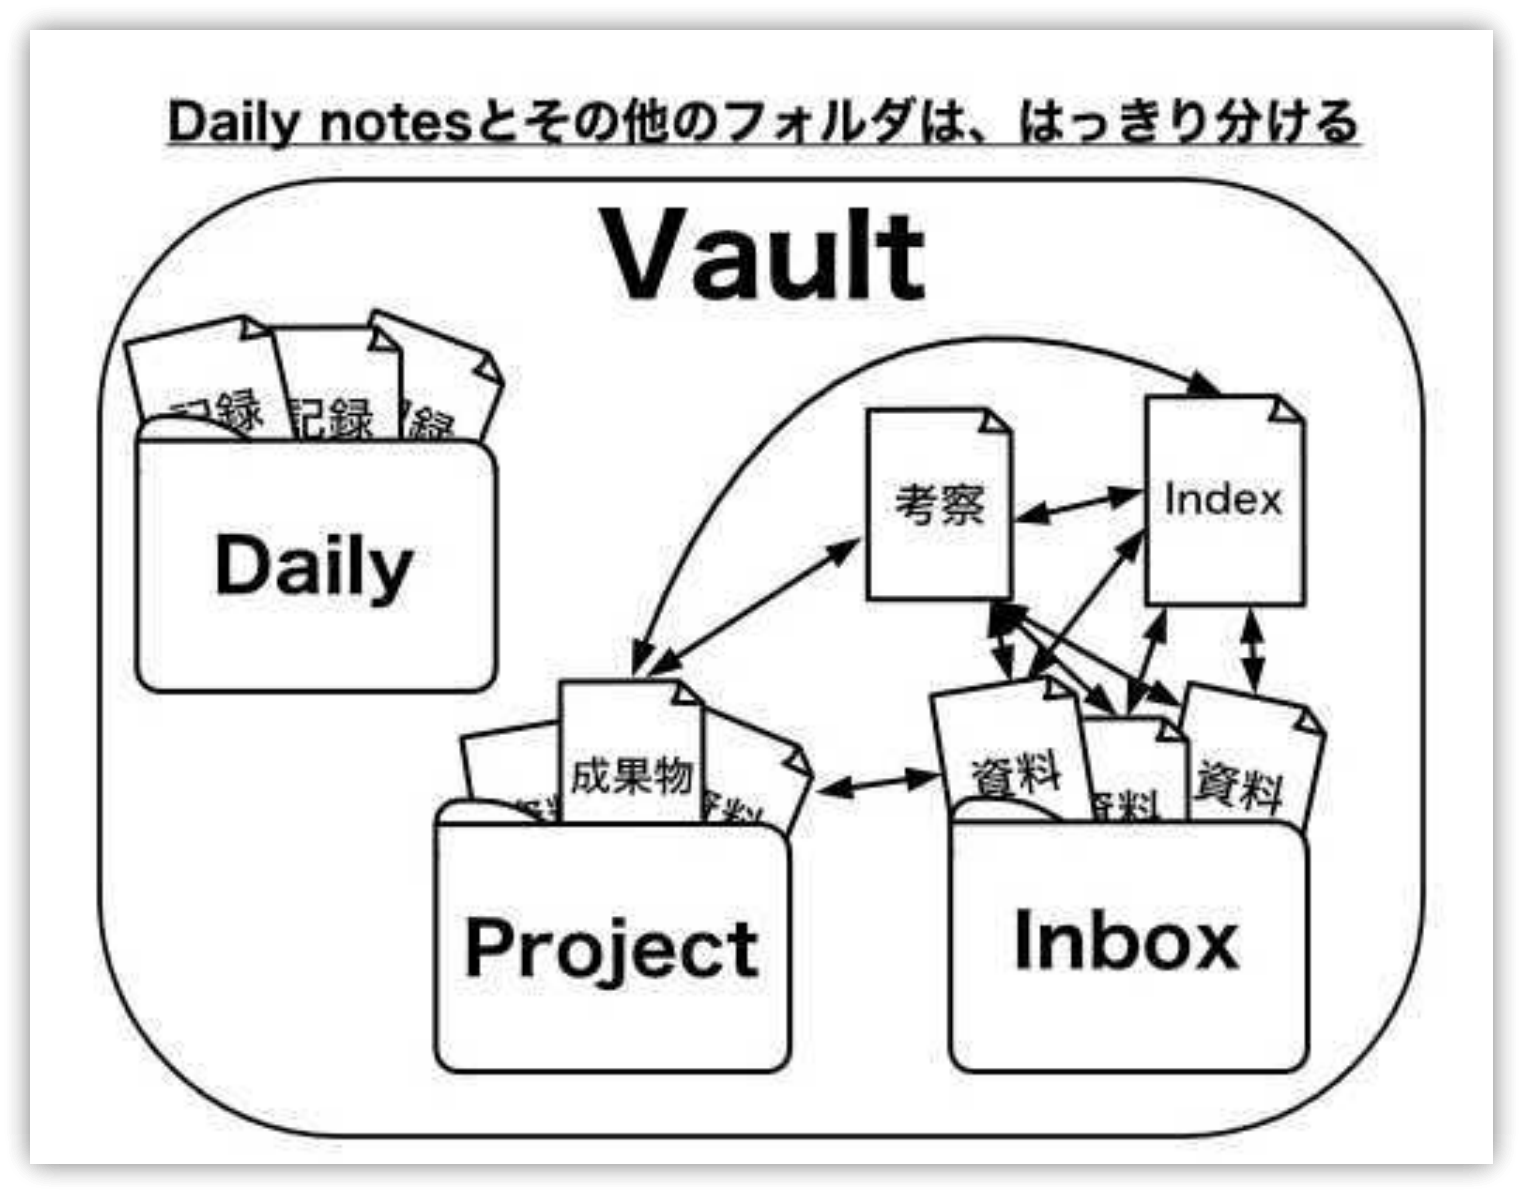 Daily notesとその他のフォルダは、はっきり分ける
Vault
記録
記録
録
Daily
考察
Index
成果物
資料
資料
資料
Project
Inbox